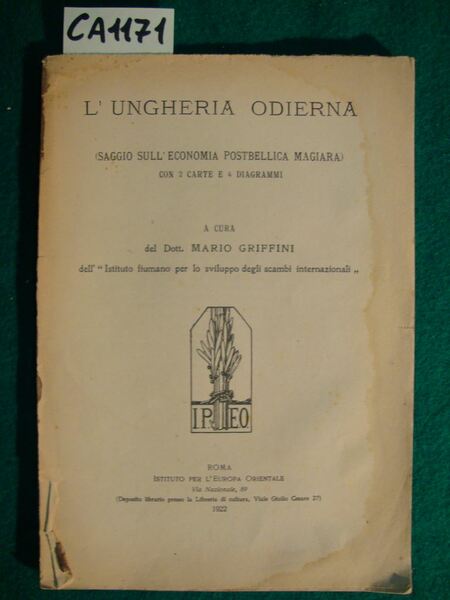 CA1171
L' UNGHERIA ODIERNA
(SAGGIO SULL'ECONOMIA POSTBELLICA MAGIARA)
CON 2 CARTE E 4 DIAGRAMMI
A CURA
del Dott. MARIO GRIFFINI
dell' " Istituto fiumano per lo sviluppo degli scambi internazionali „
I P E O
ROMA
ISTITUTO PER L'EUROPA ORIENTALE
Via Nazionale, 89
(Deposito librario presso la Libreria di cultura, Viale Giulio Cesare 27)
1922